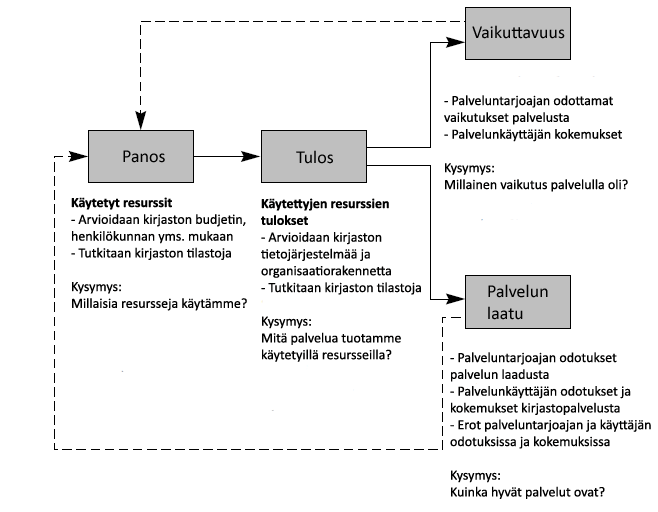 Vaikuttavuus
- Palveluntarjoajan odottamat
vaikutukset palvelusta
- Palvelunkäyttäjän kokemukset
Kysymys:
Millainen vaikutus palvelulla oli?
Panos
Käytetyt resurssit
- Arvioidaan kirjaston budjetin,
henkilökunnan yms. mukaan
- Tutkitaan kirjaston tilastoja
Kysymys:
Millaisia resursseja käytämme?
Tulos
Käytettyjen resurssien
tulokset
- Arvioidaan kirjaston
tietojärjestelmää ja
organisaatiorakennetta
- Tutkitaan kirjaston tilastoja
Kysymys:
Mitä palvelua tuotamme
käytetyillä resursseilla?
Palvelun
laatu
- Palveluntarjoajan odotukset
palvelun laadusta
- Palvelunkäyttäjän odotukset ja
kokemukset kirjastopalvelusta
- Erot palveluntarjoajan ja käyttäjän
odotuksissa ja kokemuksissa
Kysymys:
Kuinka hyvät palvelut ovat?